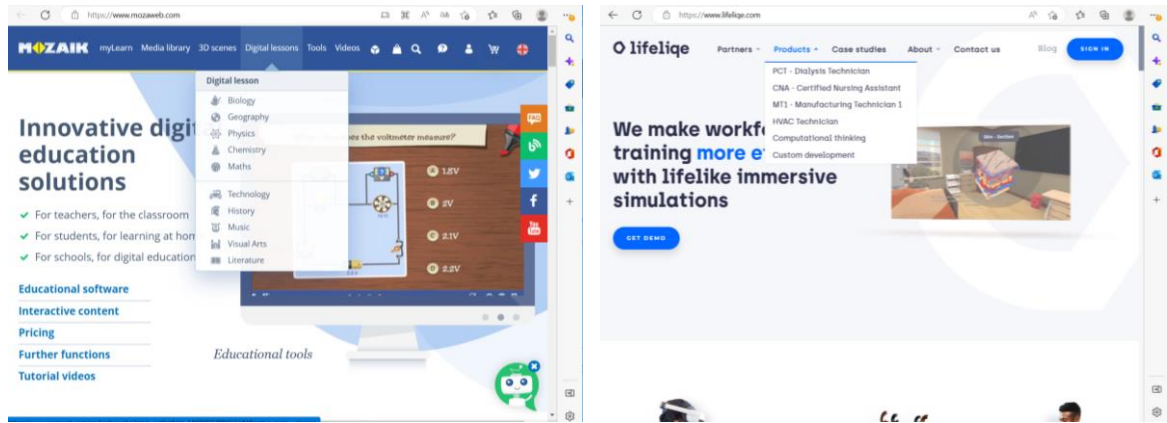 https://www.mozaweb.com
MOZAIK myLearn Media library 3D scenes Digital lessons Tools Videos
Digital lesson
Biology
Geography
Physics
Chemistry
Maths
Technology
History
Music
Visual Arts
Literature
Innovative digi
education
solutions
For teachers, for the classroom
For students, for learning at hom
For schools, for digital education
Educational software
Interactive content
Pricing
Further functions
Tutorial videos
es the voltmeter measure?
A 1.8V
B 2V
C 2.1V
D 2.2V
FAQ
You Tube
Educational tools
https://www.lifeliqe.com
lifeliqe Partners Products Case studies About Contact us Blog SIGN IN
PCT - Dialysis Technician
CNA - Certified Nursing Assistant
MT1 - Manufacturing Technician 1
HVAC Technician
Computational thinking
Custom development
We make workf
training more e
with lifelike immersive
simulations
Skin - Section
GET DEMO